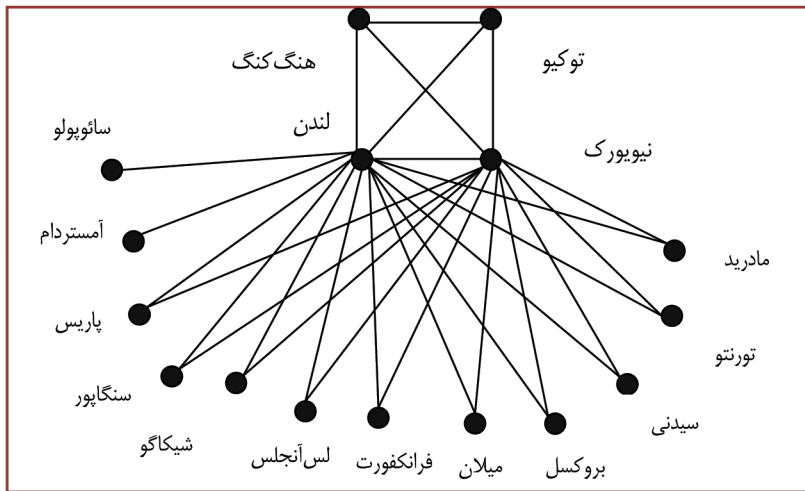 هنگ کنگ
توکیو
لندن
نیویورک
سائوپولو
آمستردام
پاریس
سنگاپور
شیکاگو
لس‌آنجلس
فرانکفورت
میلان
بروکسل
سیدنی
تورنتو
مادرید